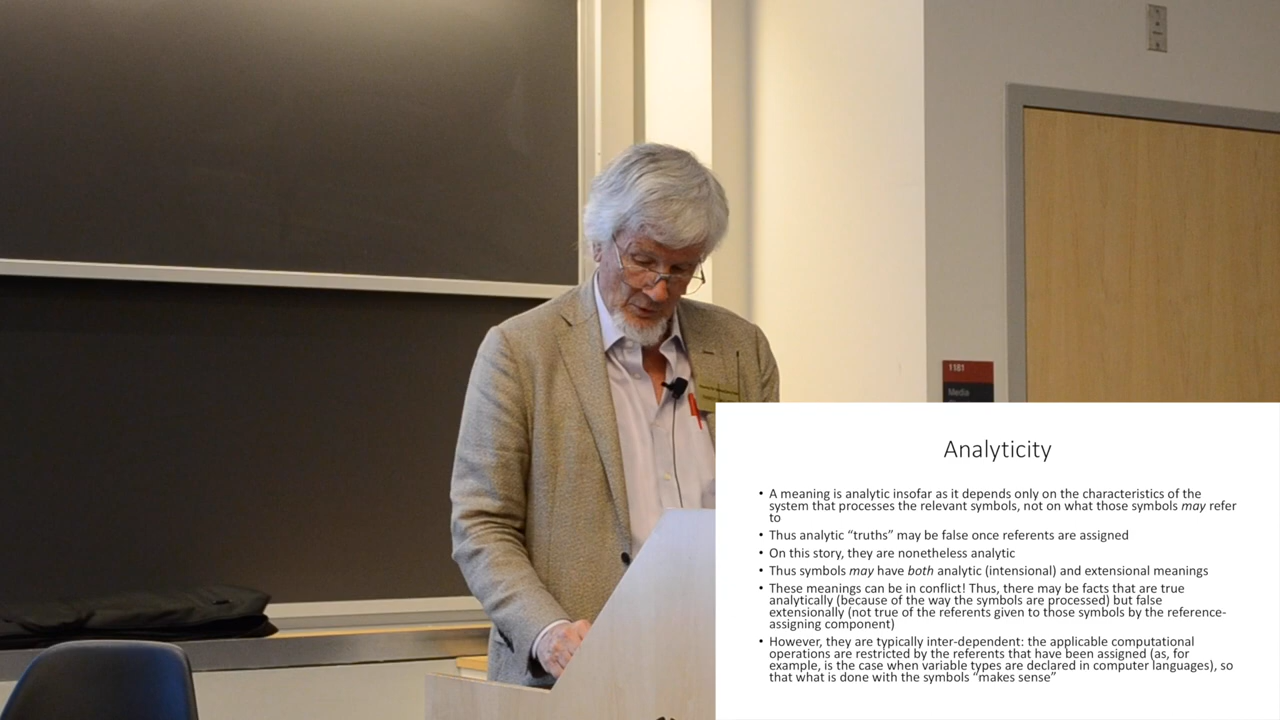 1181
Media
Analyticity
• A meaning is analytic insofar as it depends only on the characteristics of the
system that processes the relevant symbols, not on what those symbols may refer
to
• Thus analytic “truths” may be false once referents are assigned
• On this story, they are nonetheless analytic
• Thus symbols may have both analytic (intensional) and extensional meanings
• These meanings can be in conflict! Thus, there may be facts that are true
analytically (because of the way the symbols are processed) but false
extensionally (not true of the referents given to those symbols by the reference-
assigning component)
• However, they are typically inter-dependent: the applicable computational
operations are restricted by the referents that have been assigned (as, for
example, is the case when variable types are declared in computer languages), so
that what is done with the symbols “makes sense”